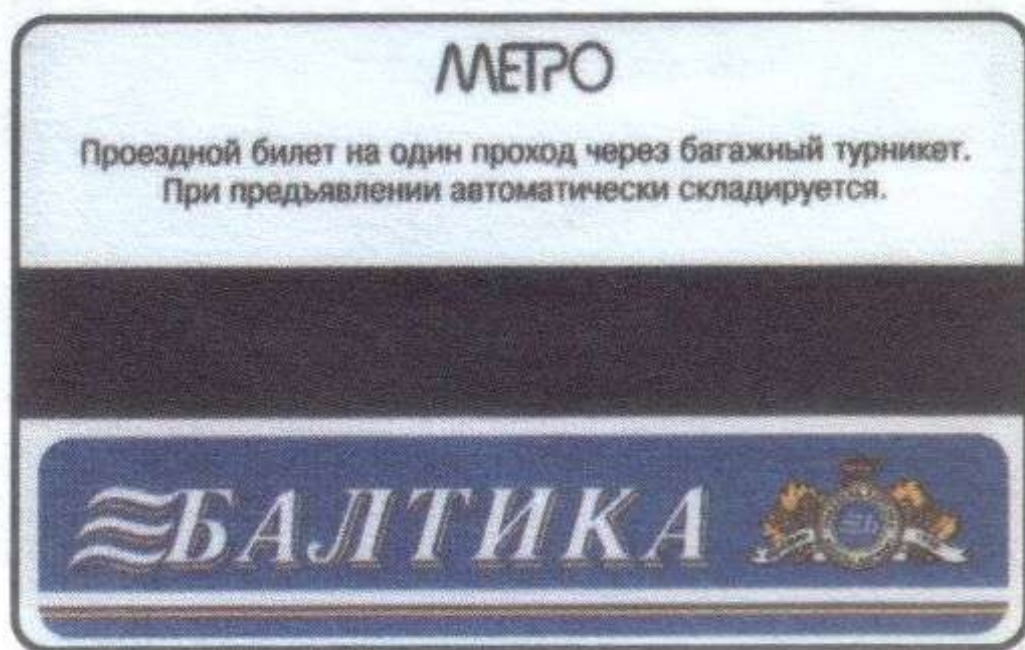 МЕТРО
Проездной билет на один проход через багажный турникет.
При предъявлении автоматически складируется.
БАЛТИКА